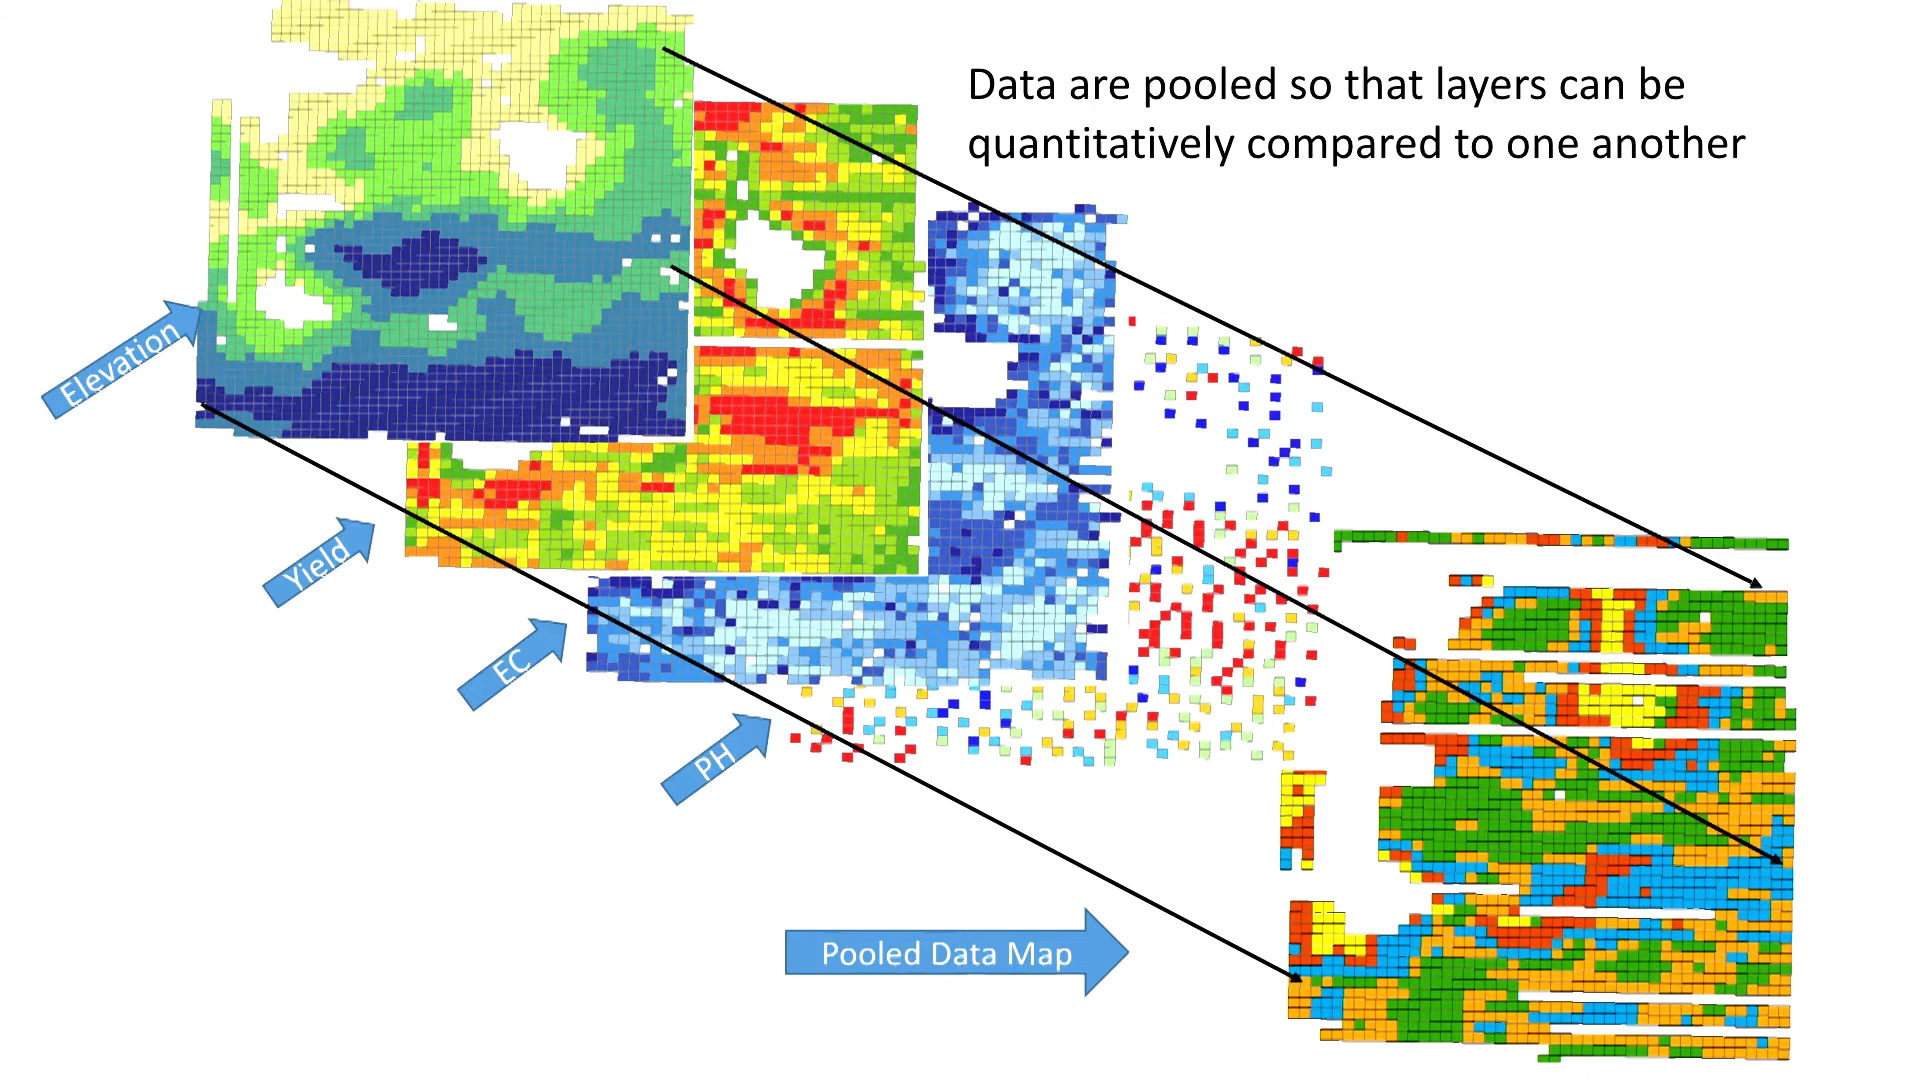 Data are pooled so that layers can be
quantitatively compared to one another
Elevation
Yield
EC
PH
Pooled Data Map